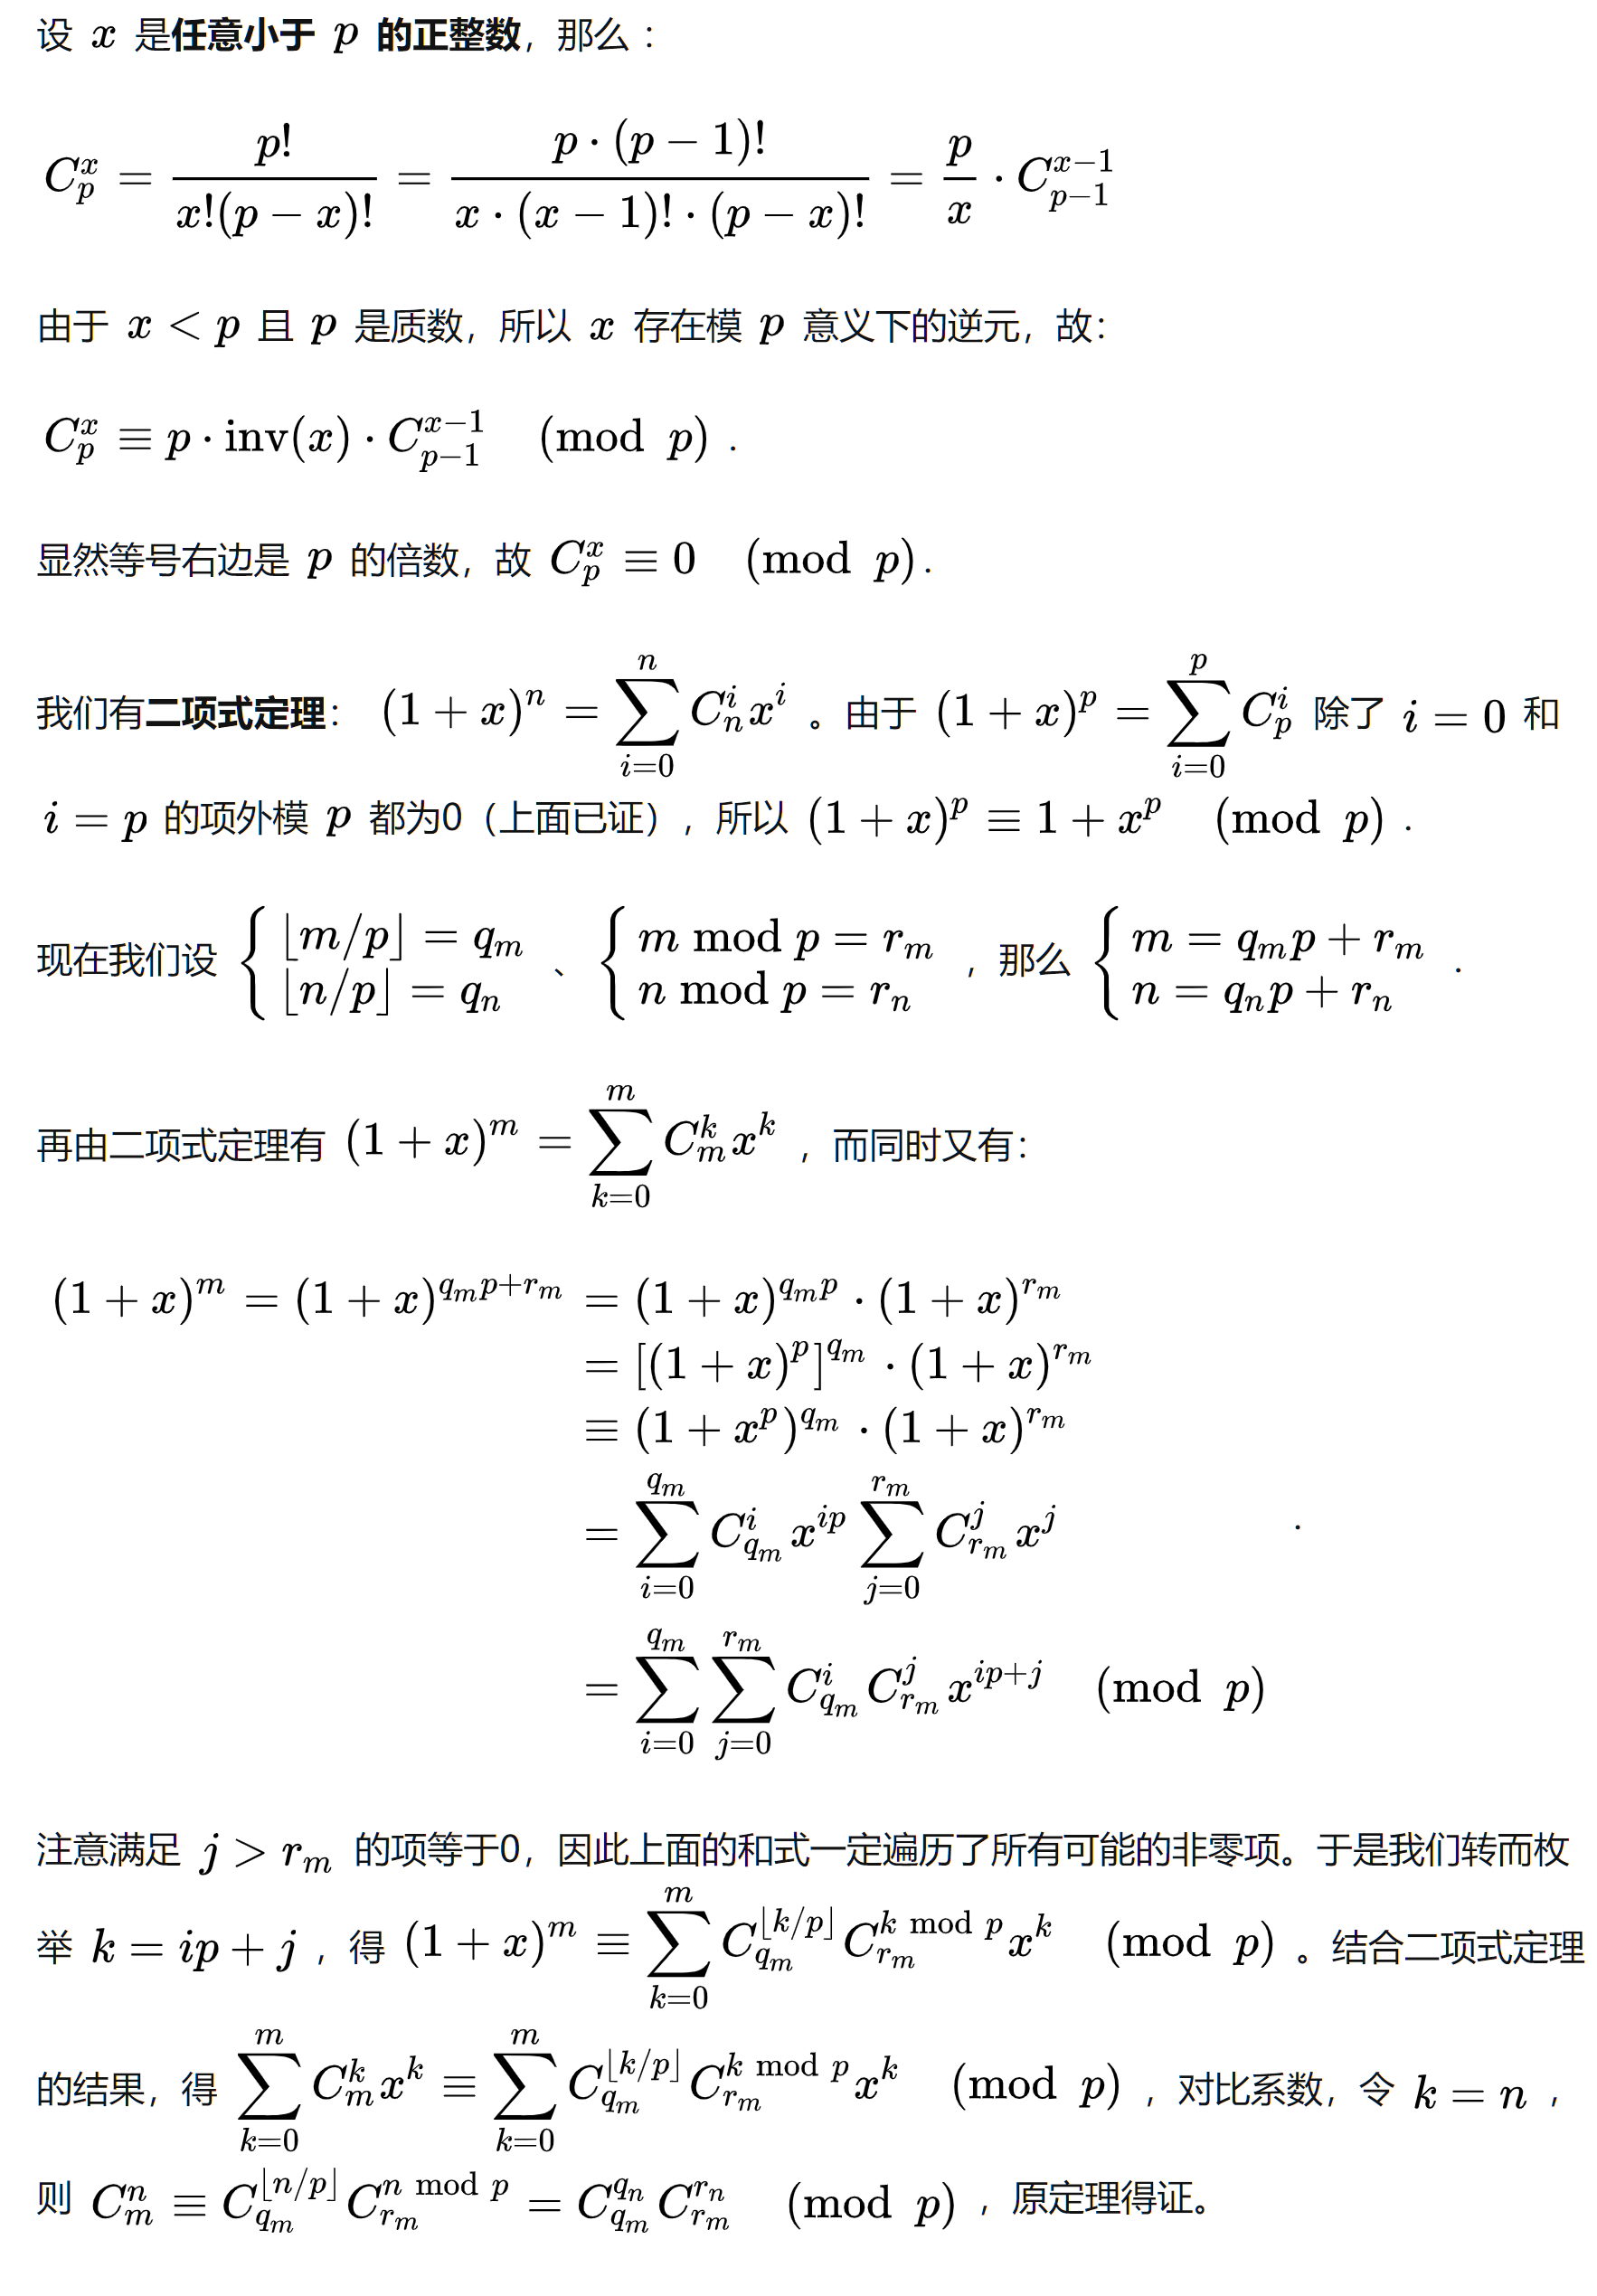 设 x 是任意小于 p 的正整数，那么：
$C_p^x = \frac{p!}{x!(p-x)!} = \frac{p \cdot (p-1)!}{x \cdot (x-1)! \cdot (p-x)!} = \frac{p}{x} \cdot C_{p-1}^{x-1}$
由于 $x < p$ 且 $p$ 是质数，所以 $x$ 存在模 $p$ 意义下的逆元，故：
$C_p^x \equiv p \cdot \text{inv}(x) \cdot C_{p-1}^{x-1} \pmod p$ .
显然等号右边是 $p$ 的倍数，故 $C_p^x \equiv 0 \pmod p$ .
我们有二项式定理： $(1+x)^n = \sum_{i=0}^{n} C_n^i x^i$ 。由于 $(1+x)^p = \sum_{i=0}^{p} C_p^i$ 除了 $i = 0$ 和
$i = p$ 的项外模 $p$ 都为0（上面已证），所以 $(1+x)^p \equiv 1 + x^p \pmod p$ .
现在我们设 $\begin{cases} \lfloor m/p \rfloor = q_m \\ \lfloor n/p \rfloor = q_n \end{cases}$ 、 $\begin{cases} m \bmod p = r_m \\ n \bmod p = r_n \end{cases}$ ，那么 $\begin{cases} m = q_m p + r_m \\ n = q_n p + r_n \end{cases}$ .
再由二项式定理有 $(1+x)^m = \sum_{k=0}^{m} C_m^k x^k$ ，而同时又有：
$(1+x)^m = (1+x)^{q_m p + r_m} = (1+x)^{q_m p} \cdot (1+x)^{r_m}$
$= [(1+x)^p]^{q_m} \cdot (1+x)^{r_m}$
$\equiv (1+x^p)^{q_m} \cdot (1+x)^{r_m}$
$= \sum_{i=0}^{q_m} C_{q_m}^i x^{ip} \sum_{j=0}^{r_m} C_{r_m}^j x^j$ .
$= \sum_{i=0}^{q_m} \sum_{j=0}^{r_m} C_{q_m}^i C_{r_m}^j x^{ip+j} \pmod p$
注意满足 $j > r_m$ 的项等于0，因此上面的和式一定遍历了所有可能的非零项。于是我们转而枚
举 $k = ip + j$ ，得 $(1+x)^m \equiv \sum_{k=0}^{m} C_{q_m}^{\lfloor k/p \rfloor} C_{r_m}^{k \bmod p} x^k \pmod p$ 。结合二项式定理
的结果，得 $\sum_{k=0}^{m} C_m^k x^k \equiv \sum_{k=0}^{m} C_{q_m}^{\lfloor k/p \rfloor} C_{r_m}^{k \bmod p} x^k \pmod p$ ，对比系数，令 $k = n$ ，
则 $C_m^n \equiv C_{q_m}^{\lfloor n/p \rfloor} C_{r_m}^{n \bmod p} = C_{q_m}^{q_n} C_{r_m}^{r_n} \pmod p$ ，原定理得证。